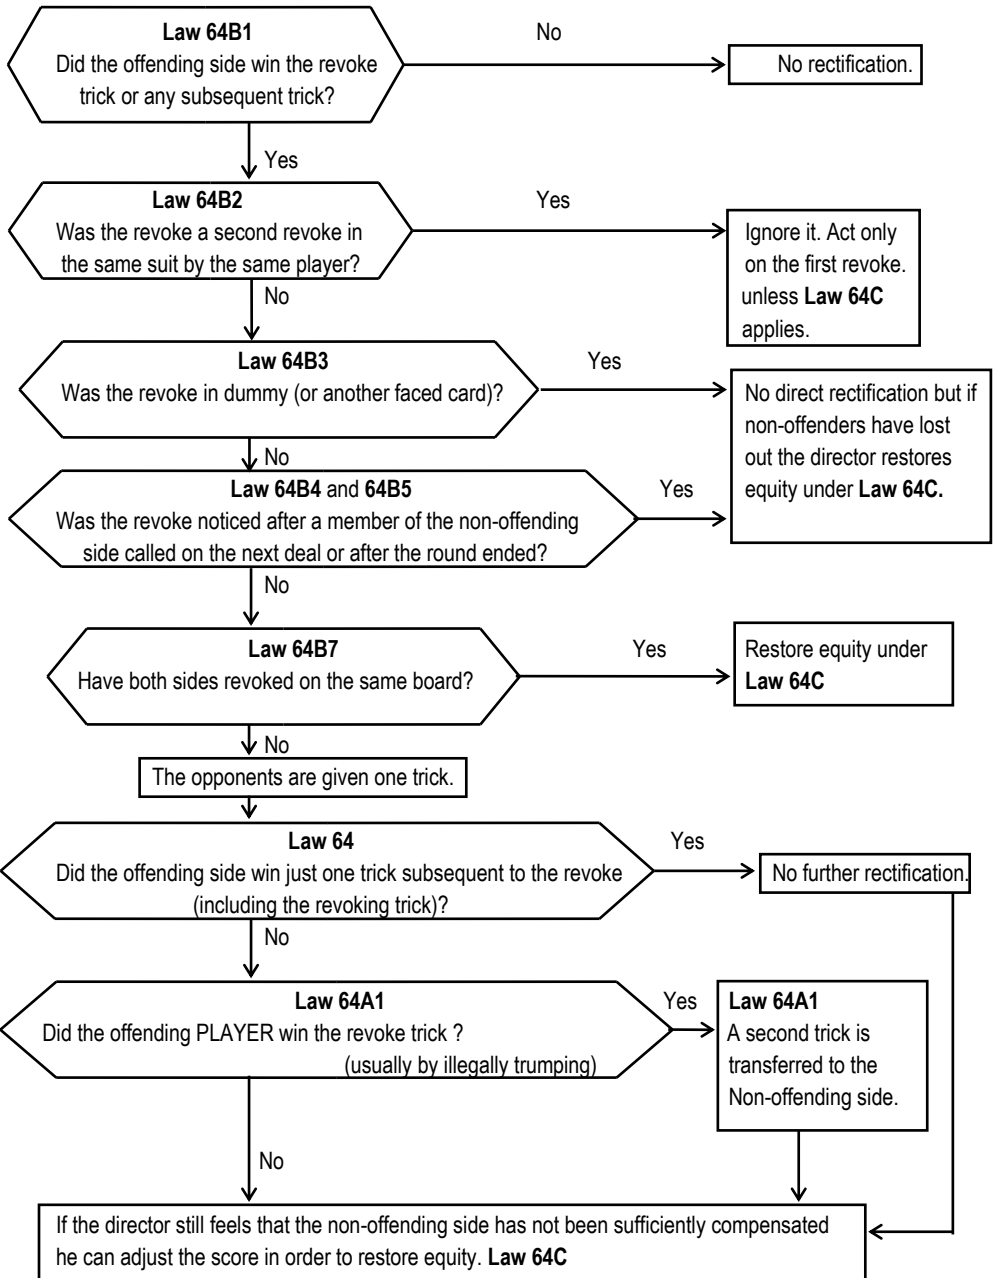 Law 64B1
Did the offending side win the revoke
trick or any subsequent trick?
No
No rectification.
Yes
Law 64B2
Was the revoke a second revoke in
the same suit by the same player?
Yes
Ignore it. Act only
on the first revoke.
unless Law 64C
applies.
No
Law 64B3
Was the revoke in dummy (or another faced card)?
Yes
No direct rectification but if
non-offenders have lost
out the director restores
equity under Law 64C.
No
Law 64B4 and 64B5
Was the revoke noticed after a member of the non-offending
side called on the next deal or after the round ended?
Yes
No
Law 64B7
Have both sides revoked on the same board?
Yes
Restore equity under
Law 64C
No
The opponents are given one trick.
Law 64
Did the offending side win just one trick subsequent to the revoke
(including the revoking trick)?
Yes
No further rectification.
No
Law 64A1
Did the offending PLAYER win the revoke trick ?
(usually by illegally trumping)
Yes
Law 64A1
A second trick is
transferred to the
Non-offending side.
No
If the director still feels that the non-offending side has not been sufficiently compensated
he can adjust the score in order to restore equity. Law 64C